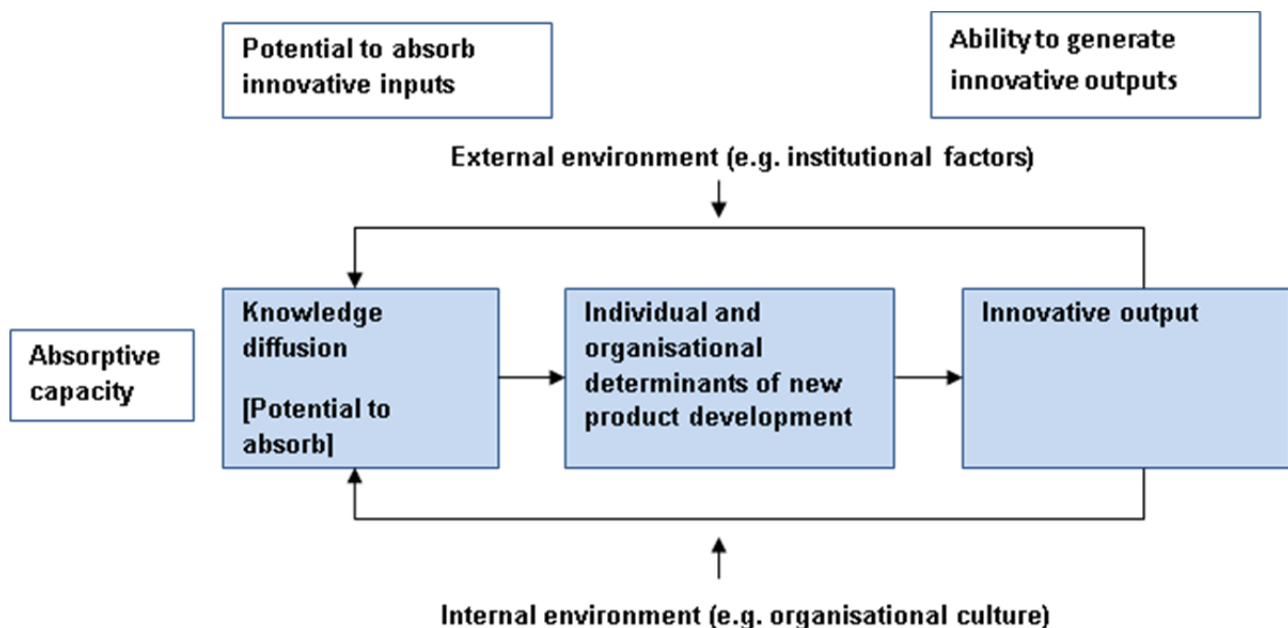 Potential to absorb
innovative inputs
Ability to generate
innovative outputs
External environment (e.g. institutional factors)
Absorptive
capacity
Knowledge
diffusion
[Potential to
absorb]
Individual and
organisational
determinants of new
product development
Innovative output
Internal environment (e.g. organisational culture)